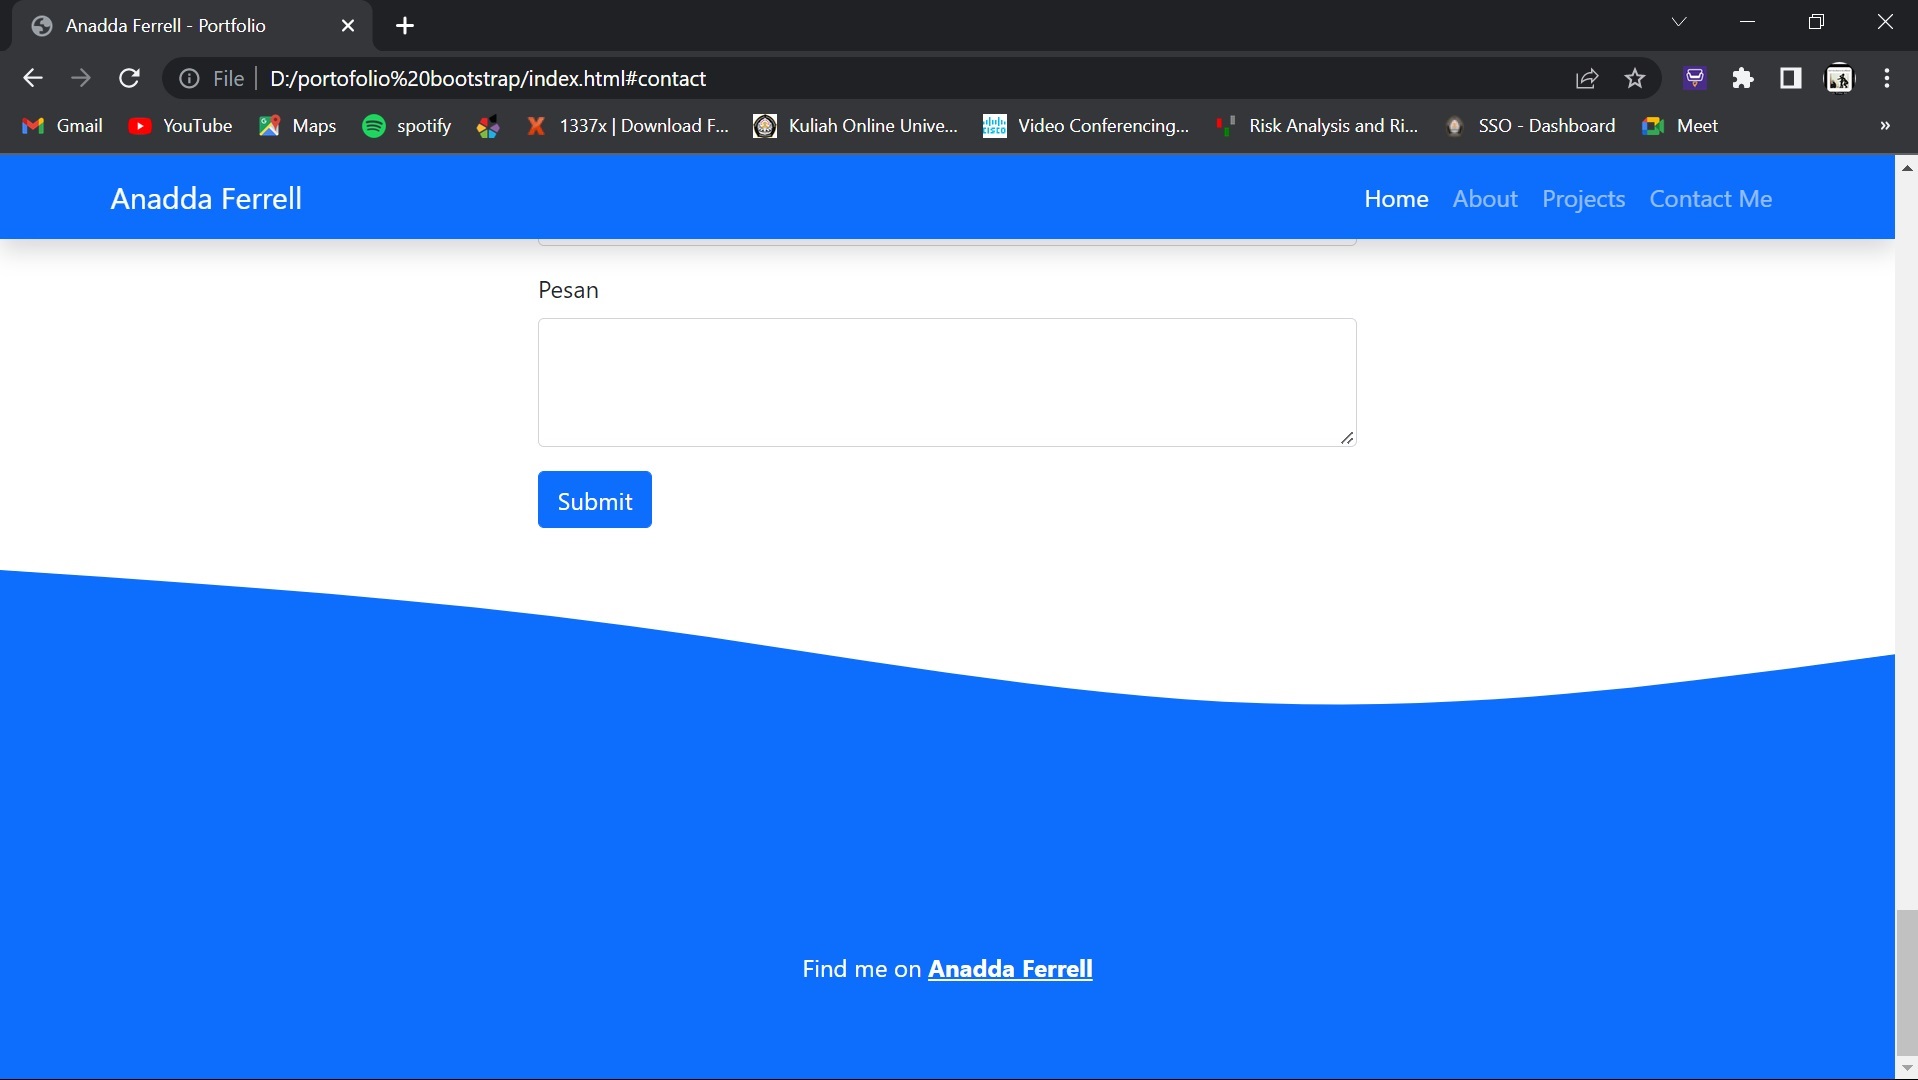 Anadda Ferrell - Portfolio
File D:/portofolio%20bootstrap/index.html#contact
Gmail YouTube Maps spotify 1337x | Download F... Kuliah Online Unive... Video Conferencing... Risk Analysis and Ri... SSO - Dashboard Meet »
Anadda Ferrell Home About Projects Contact Me
Pesan
Submit
Find me on Anadda Ferrell